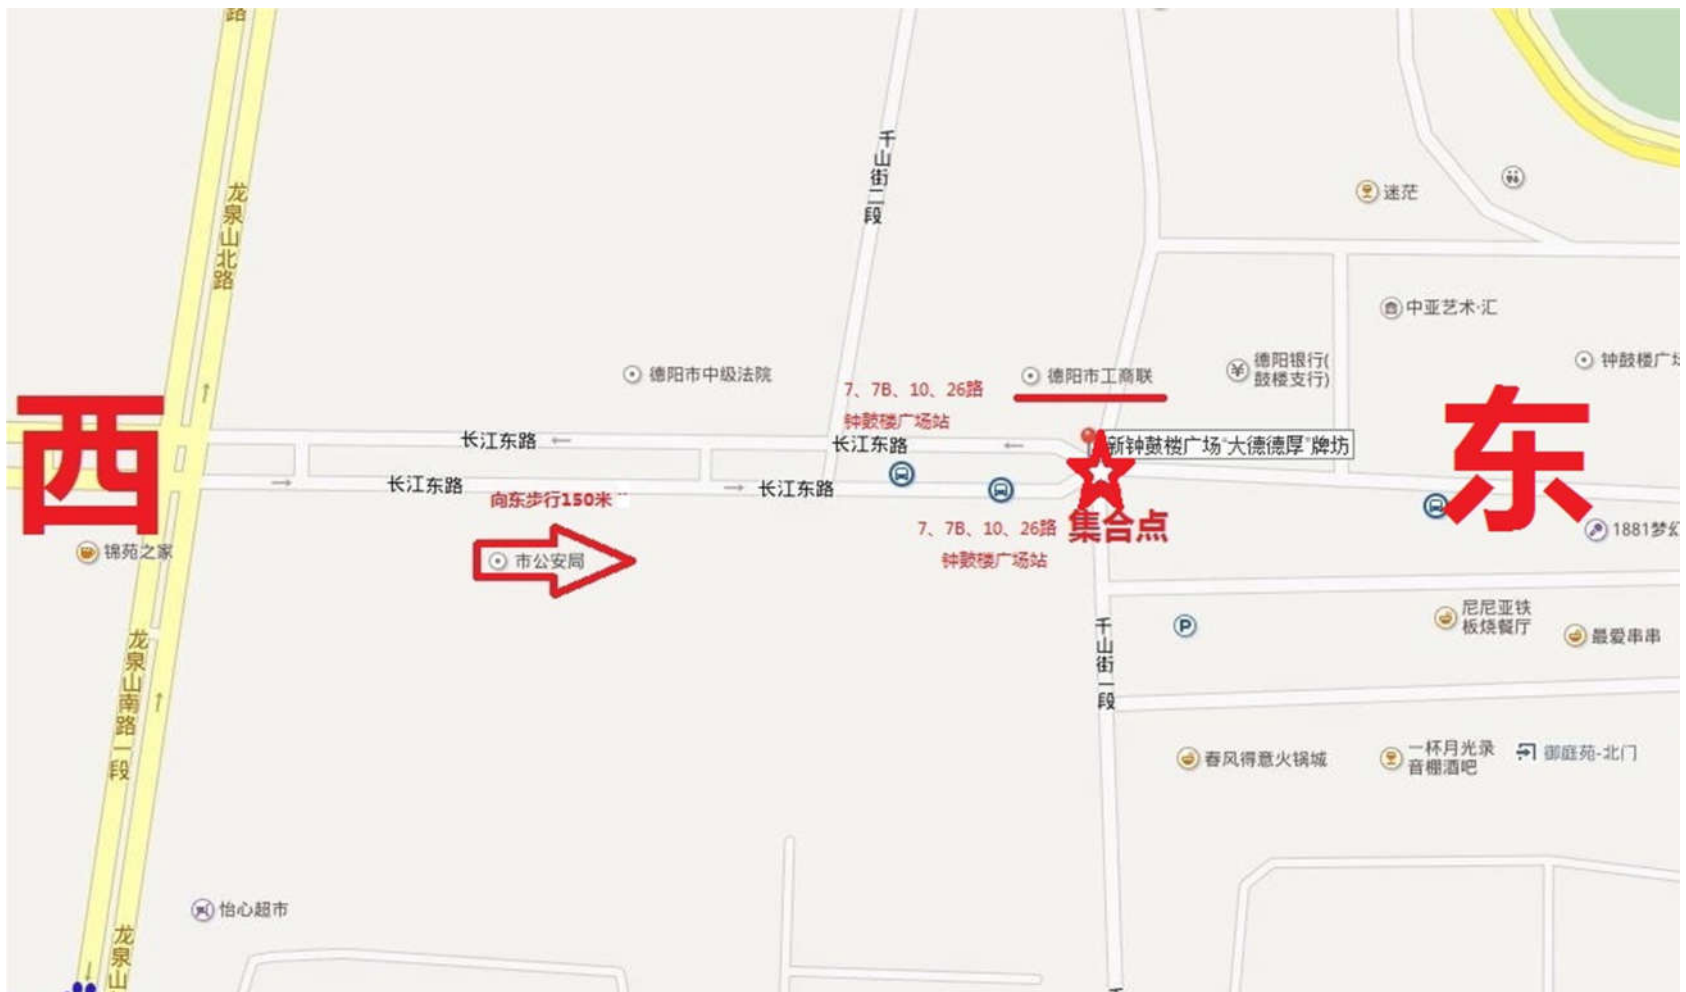 路
千山街二段
龙泉山北路
迷茫
中亚艺术·汇
德阳市中级法院
7、7B、10、26路
钟鼓楼广场站
德阳市工商联
德阳银行(
鼓楼支行)
钟鼓楼广场
西
长江东路
长江东路
新钟鼓楼广场“大德德厚”牌坊
东
长江东路
向东步行150米
长江东路
7、7B、10、26路
钟鼓楼广场站
集合点
1881梦幻
锦苑之家
市公安局
龙泉山南路一段
千山街一段
P
尼尼亚铁
板烧餐厅
最爱串串
春风得意火锅城
一杯月光录
音棚酒吧
御庭苑-北门
怡心超市
龙泉山